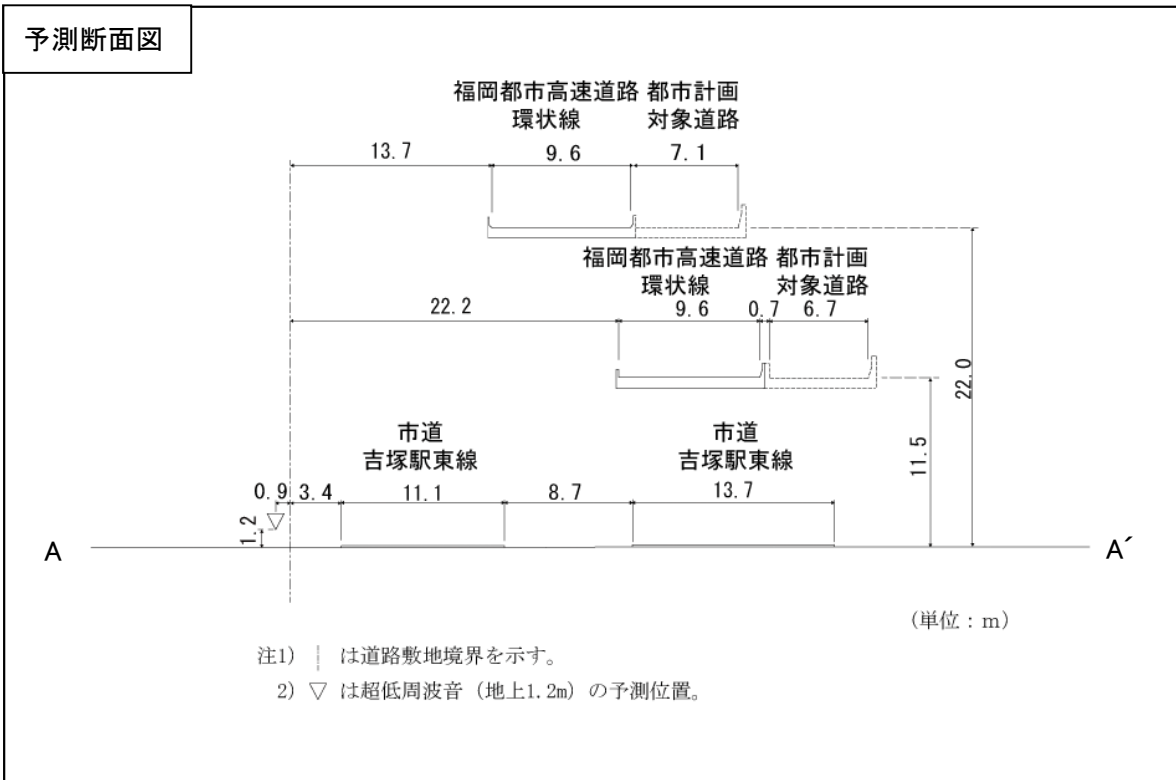 予測断面図
福岡都市高速道路 都市計画
環状線 対象道路
13.7 9.6 7.1
福岡都市高速道路 都市計画
環状線 対象道路
22.2 9.6 0.7 6.7
22.0
11.5
市道 市道
吉塚駅東線 吉塚駅東線
0.9 3.4 11.1 8.7 13.7
1.2
A A´
(単位：m)
注1) ¦ は道路敷地境界を示す。
2) ▽ は超低周波音（地上1.2m）の予測位置。